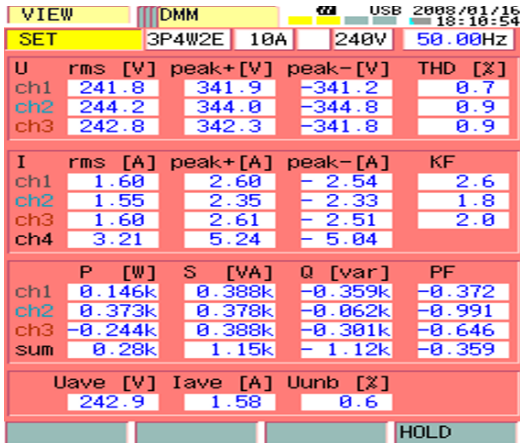 VIEW DMM USB 2008/01/16
18:10:54
SET 3P4W2E 10A 240V 50.00Hz
U rms [V] peak+[V] peak-[V] THD [%]
ch1 241.8 341.9 -341.2 0.7
ch2 244.2 344.0 -344.8 0.9
ch3 242.8 342.3 -341.8 0.9
I rms [A] peak+[A] peak-[A] KF
ch1 1.60 2.60 - 2.54 2.6
ch2 1.55 2.35 - 2.33 1.8
ch3 1.60 2.61 - 2.51 2.0
ch4 3.21 5.24 - 5.04
P [W] S [VA] Q [var] PF
ch1 0.146k 0.388k -0.359k -0.372
ch2 0.373k 0.378k -0.062k -0.991
ch3 -0.244k 0.388k -0.301k -0.646
sum 0.28k 1.15k - 1.12k -0.359
Uave [V] Iave [A] Uunb [%]
242.9 1.58 0.6
HOLD